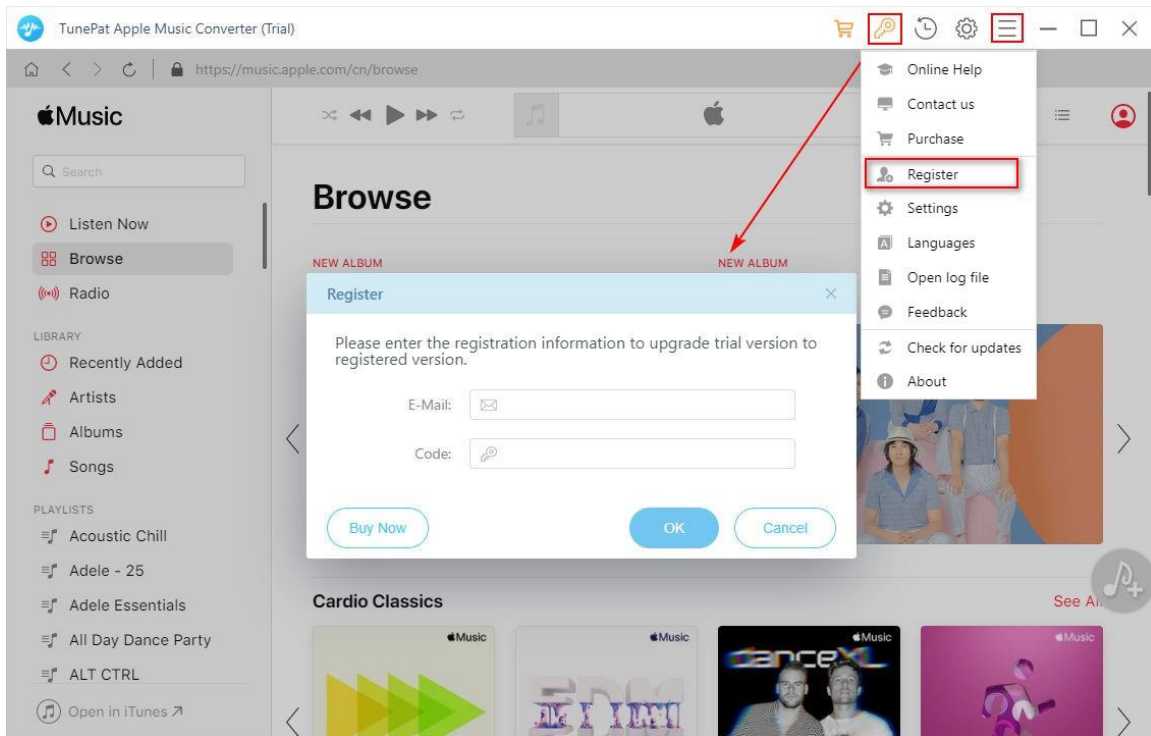 TunePat Apple Music Converter (Trial)
https://music.apple.com/cn/browse
Music
Search
Listen Now
Browse
Radio
LIBRARY
Recently Added
Artists
Albums
Songs
PLAYLISTS
Acoustic Chill
Adele - 25
Adele Essentials
All Day Dance Party
ALT CTRL
Open in iTunes
Browse
NEW ALBUM
NEW ALBUM
Register
Please enter the registration information to upgrade trial version to
registered version.
E-Mail:
Code:
Buy Now
OK
Cancel
Online Help
Contact us
Purchase
Register
Settings
Languages
A
Open log file
Feedback
Check for updates
About
Cardio Classics
See Al
Music
Music
Music
Music
EDM
danceXL